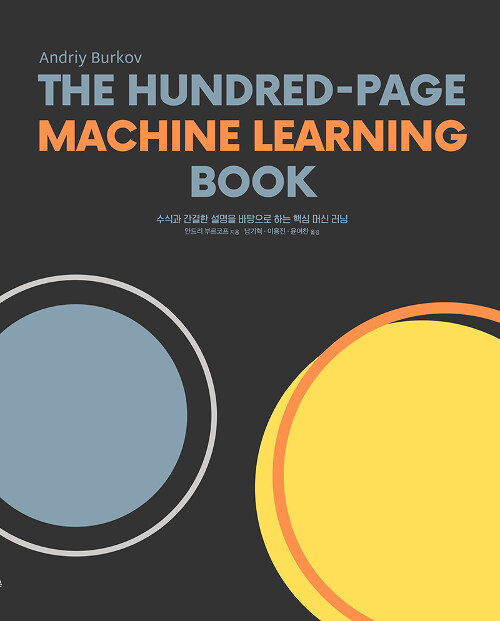 Andriy Burkov
THE HUNDRED-PAGE
MACHINE LEARNING
BOOK
수식과 간결한 설명을 바탕으로 하는 핵심 머신 러닝
안드리 부르코프 지음 남기혁·이용진·윤여찬 옮김